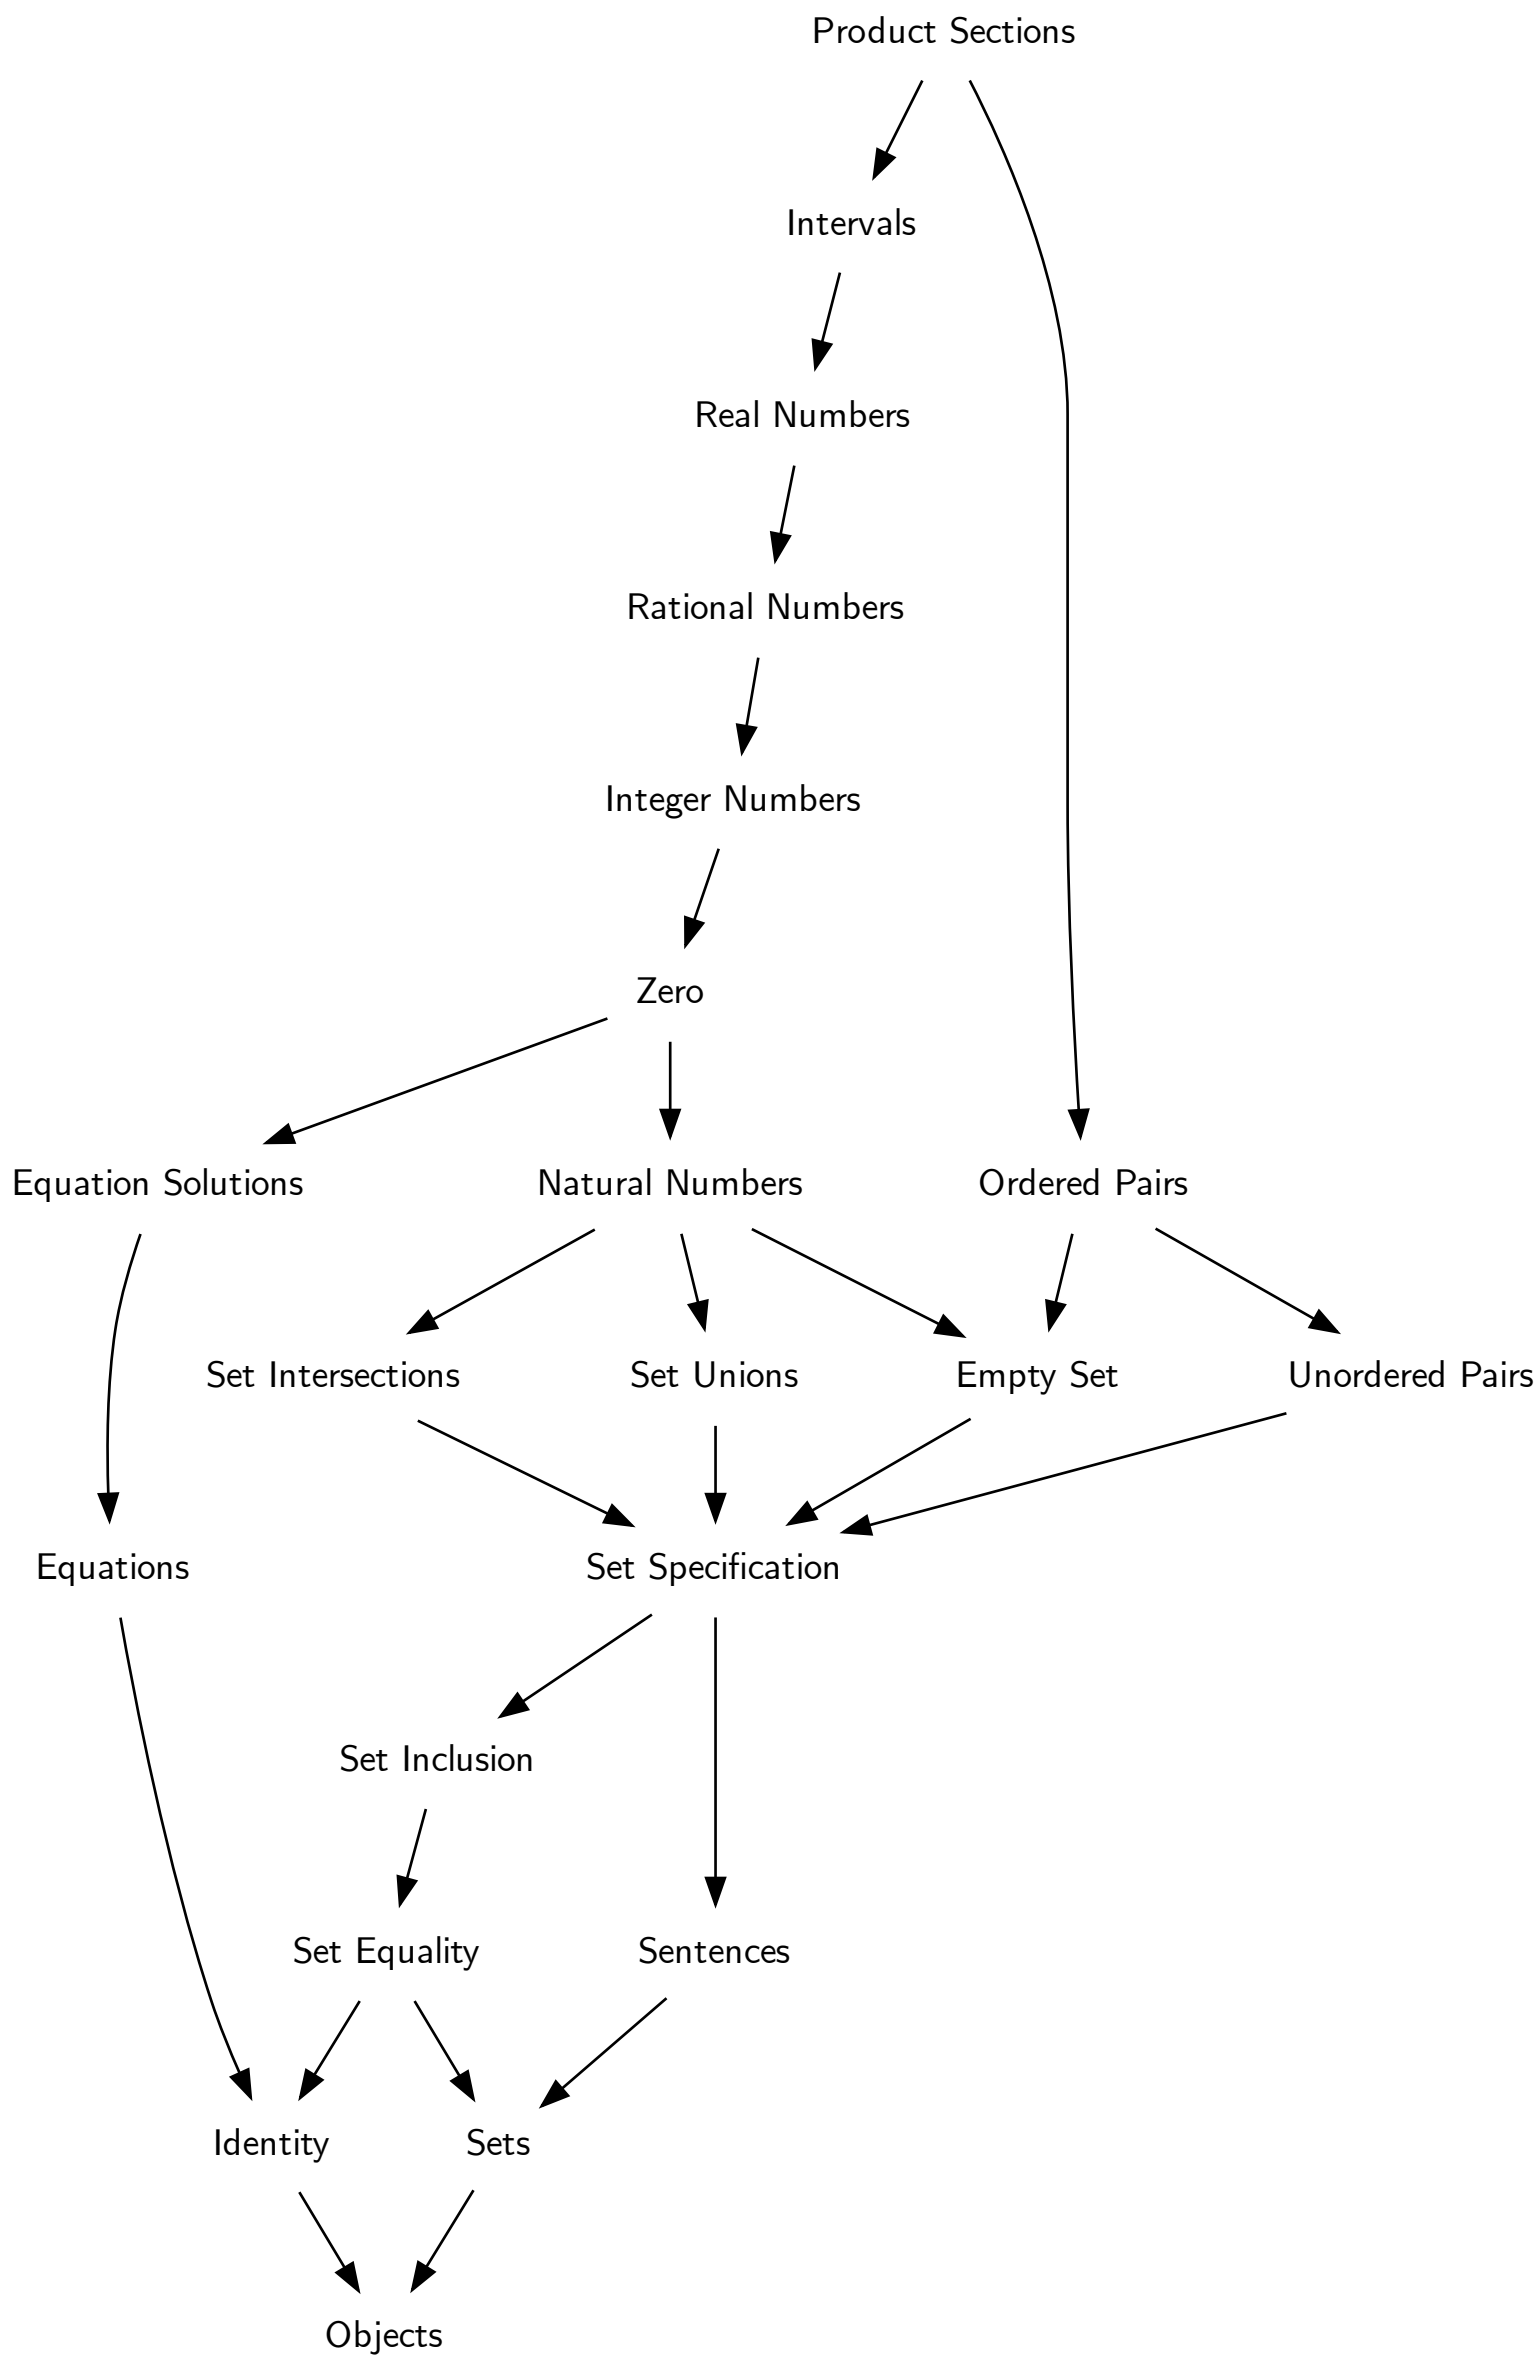 Product Sections
Intervals
Real Numbers
Rational Numbers
Integer Numbers
Zero
Equation Solutions
Natural Numbers
Ordered Pairs
Set Intersections
Set Unions
Empty Set
Unordered Pairs
Equations
Set Specification
Set Inclusion
Set Equality
Sentences
Identity
Sets
Objects